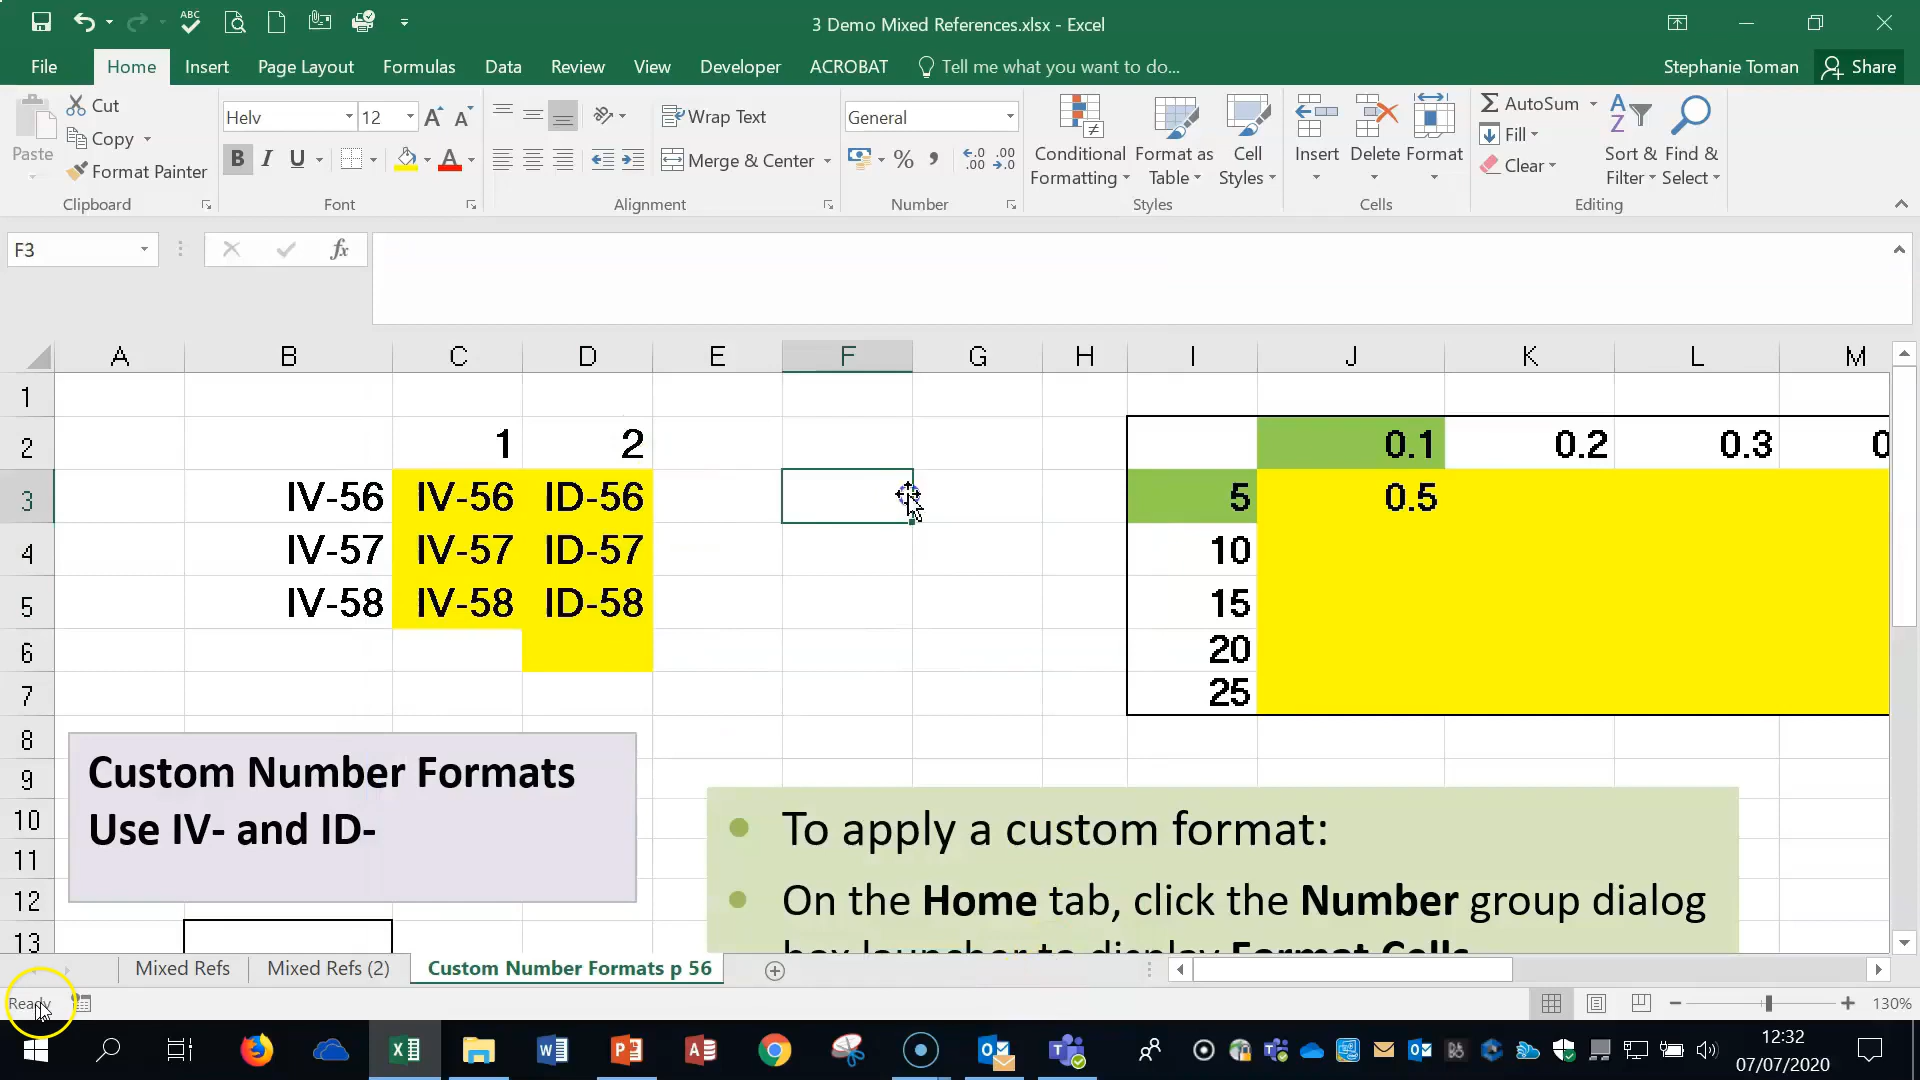 3 Demo Mixed References.xlsx - Excel
File Home Insert Page Layout Formulas Data Review View Developer ACROBAT Tell me what you want to do... Stephanie Toman Share
Paste
Cut
Copy
Format Painter
Clipboard
Helv 12
B I U A
Font
Wrap Text
Merge & Center
Alignment
General
% ,
Number
Conditional Formatting
Format as Table
Cell Styles
Styles
Insert Delete Format
Cells
AutoSum
Fill
Clear
Sort & Filter
Find & Select
Editing
F3 fx
A B C D E F G H I J K L M
1
2 1 2 0.1 0.2 0.3 0
3 IV-56 IV-56 ID-56 5 0.5
4 IV-57 IV-57 ID-57 10
5 IV-58 IV-58 ID-58 15
6 20
7 25
8
9
10
11
12
13
Custom Number Formats
Use IV- and ID-
To apply a custom format:
On the Home tab, click the Number group dialog
box launcher to display Format Cells
Mixed Refs Mixed Refs (2) Custom Number Formats p 56
Ready 130%
12:32
07/07/2020